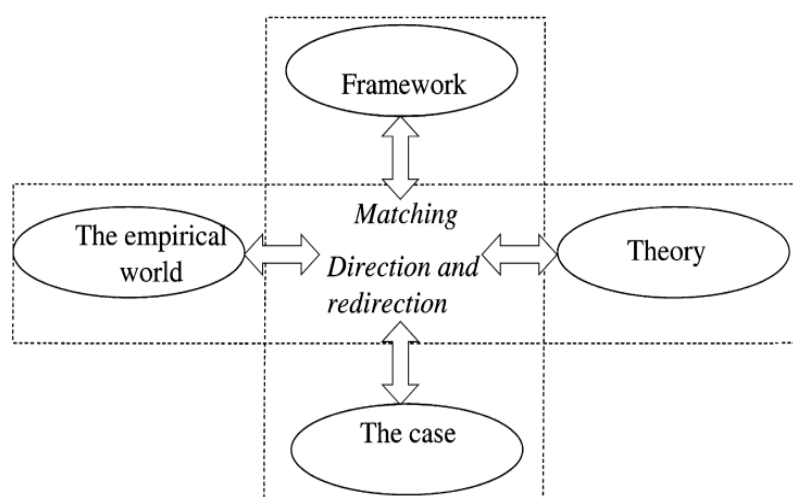 Framework
Matching
The empirical
world
Direction and
redirection
Theory
The case